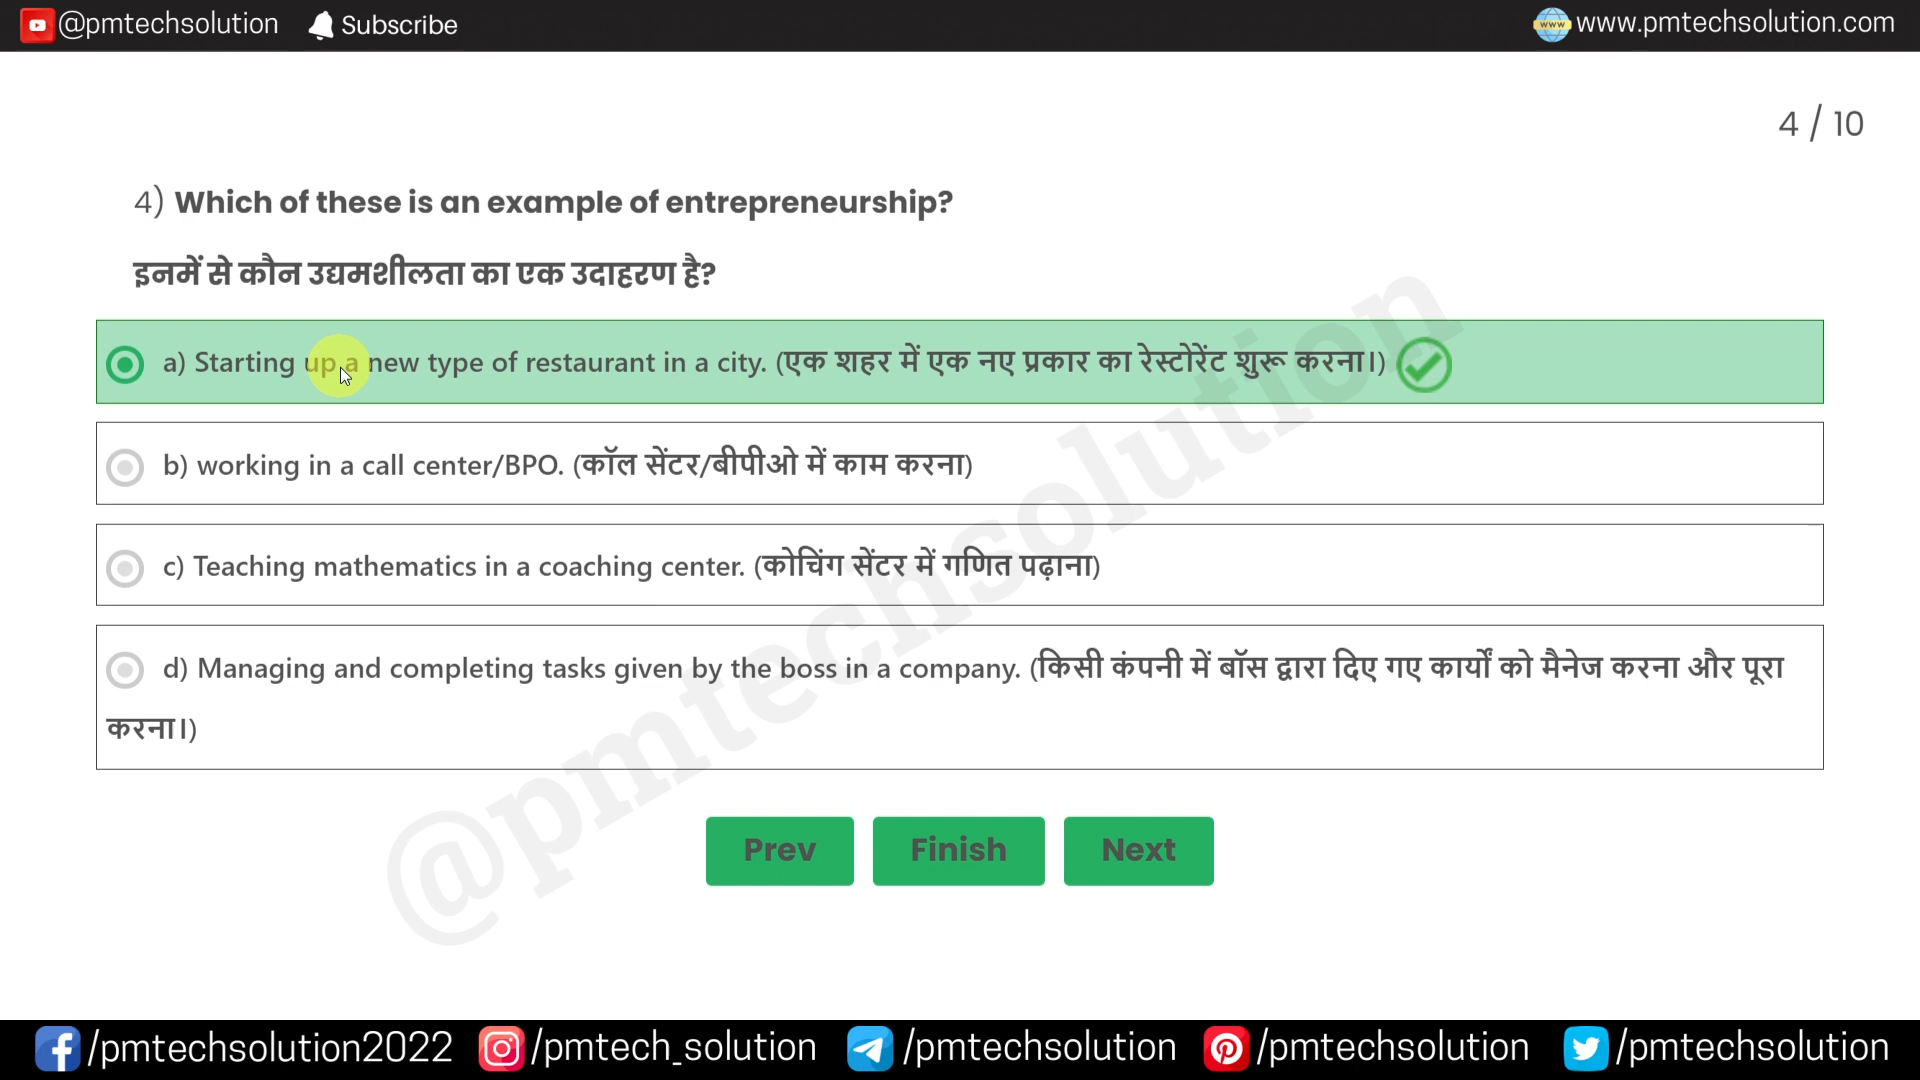 @pmtechsolution Subscribe www.pmtechsolution.com
4 / 10
4) Which of these is an example of entrepreneurship?
इनमें से कौन उद्यमशीलता का एक उदाहरण है?
a) Starting up a new type of restaurant in a city. (एक शहर में एक नए प्रकार का रेस्टोरेंट शुरू करना।)
b) working in a call center/BPO. (कॉल सेंटर/बीपीओ में काम करना)
c) Teaching mathematics in a coaching center. (कोचिंग सेंटर में गणित पढ़ाना)
d) Managing and completing tasks given by the boss in a company. (किसी कंपनी में बॉस द्वारा दिए गए कार्यों को मैनेज करना और पूरा
करना।)
@pmtechsolution
Prev Finish Next
/pmtechsolution2022 /pmtech_solution /pmtechsolution /pmtechsolution /pmtechsolution